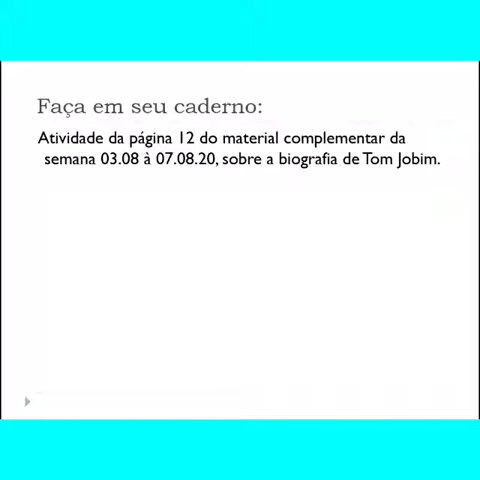 Faça em seu caderno:
Atividade da página 12 do material complementar da
semana 03.08 à 07.08.20, sobre a biografia de Tom Jobim.